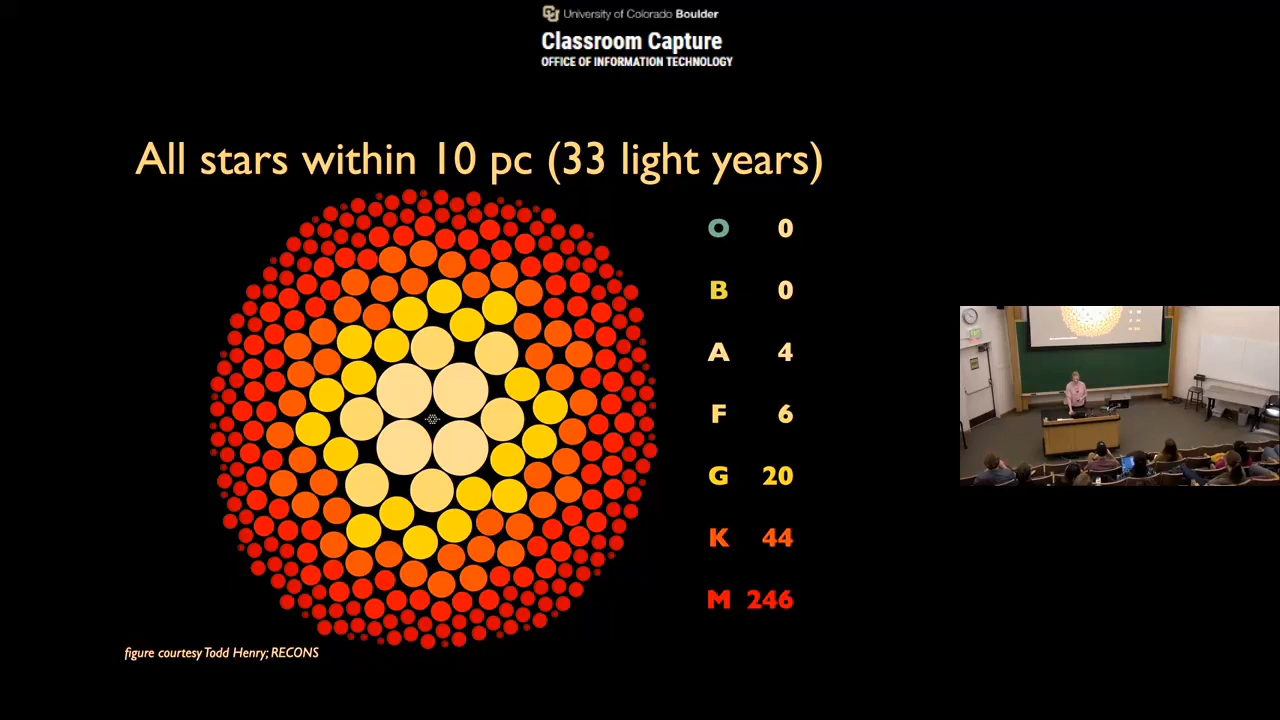 University of Colorado Boulder
Classroom Capture
OFFICE OF INFORMATION TECHNOLOGY
All stars within 10 pc (33 light years)
O 0
B 0
A 4
F 6
G 20
K 44
M 246
figure courtesy Todd Henry; RECONS